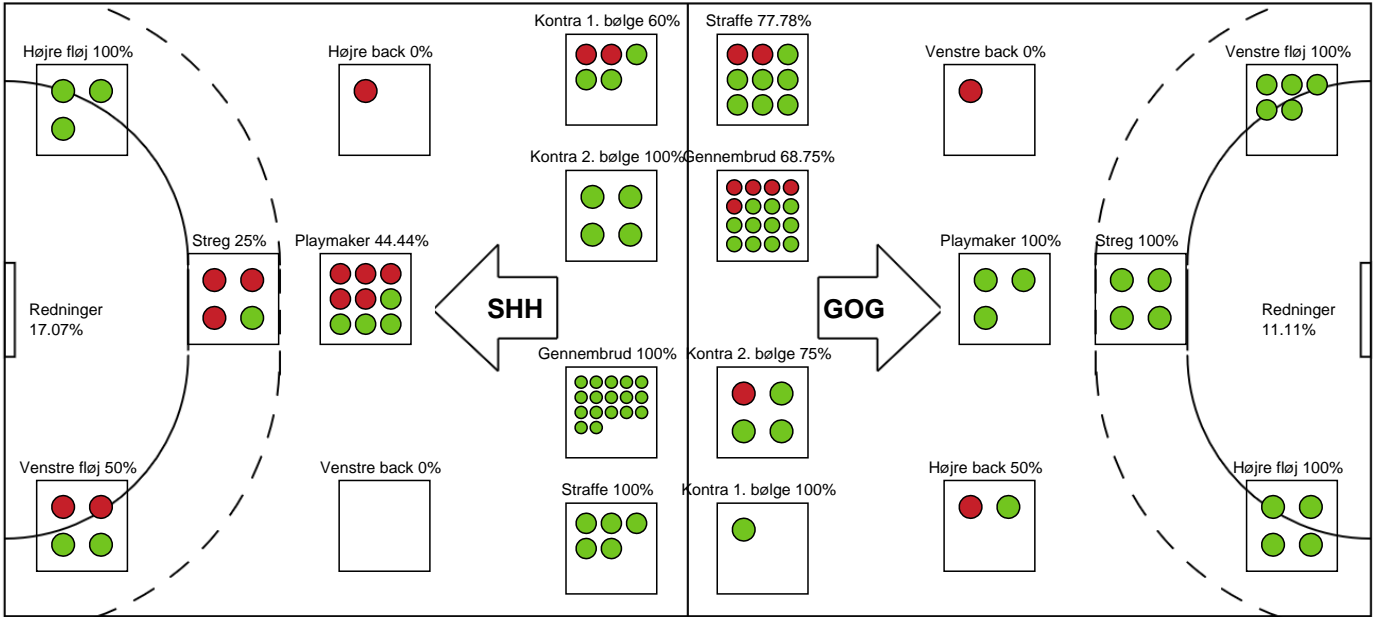 Kontra 1. bølge 60%
Straffe 77.78%
Højre fløj 100%
Højre back 0%
Venstre back 0%
Venstre fløj 100%
Kontra 2. bølge 100%
Gennembrud 68.75%
Streg 25%
Playmaker 44.44%
Playmaker 100%
Streg 100%
Redninger
17.07%
SHH
GOG
Redninger
11.11%
Gennembrud 100%
Kontra 2. bølge 75%
Venstre fløj 50%
Venstre back 0%
Højre back 50%
Højre fløj 100%
Straffe 100%
Kontra 1. bølge 100%